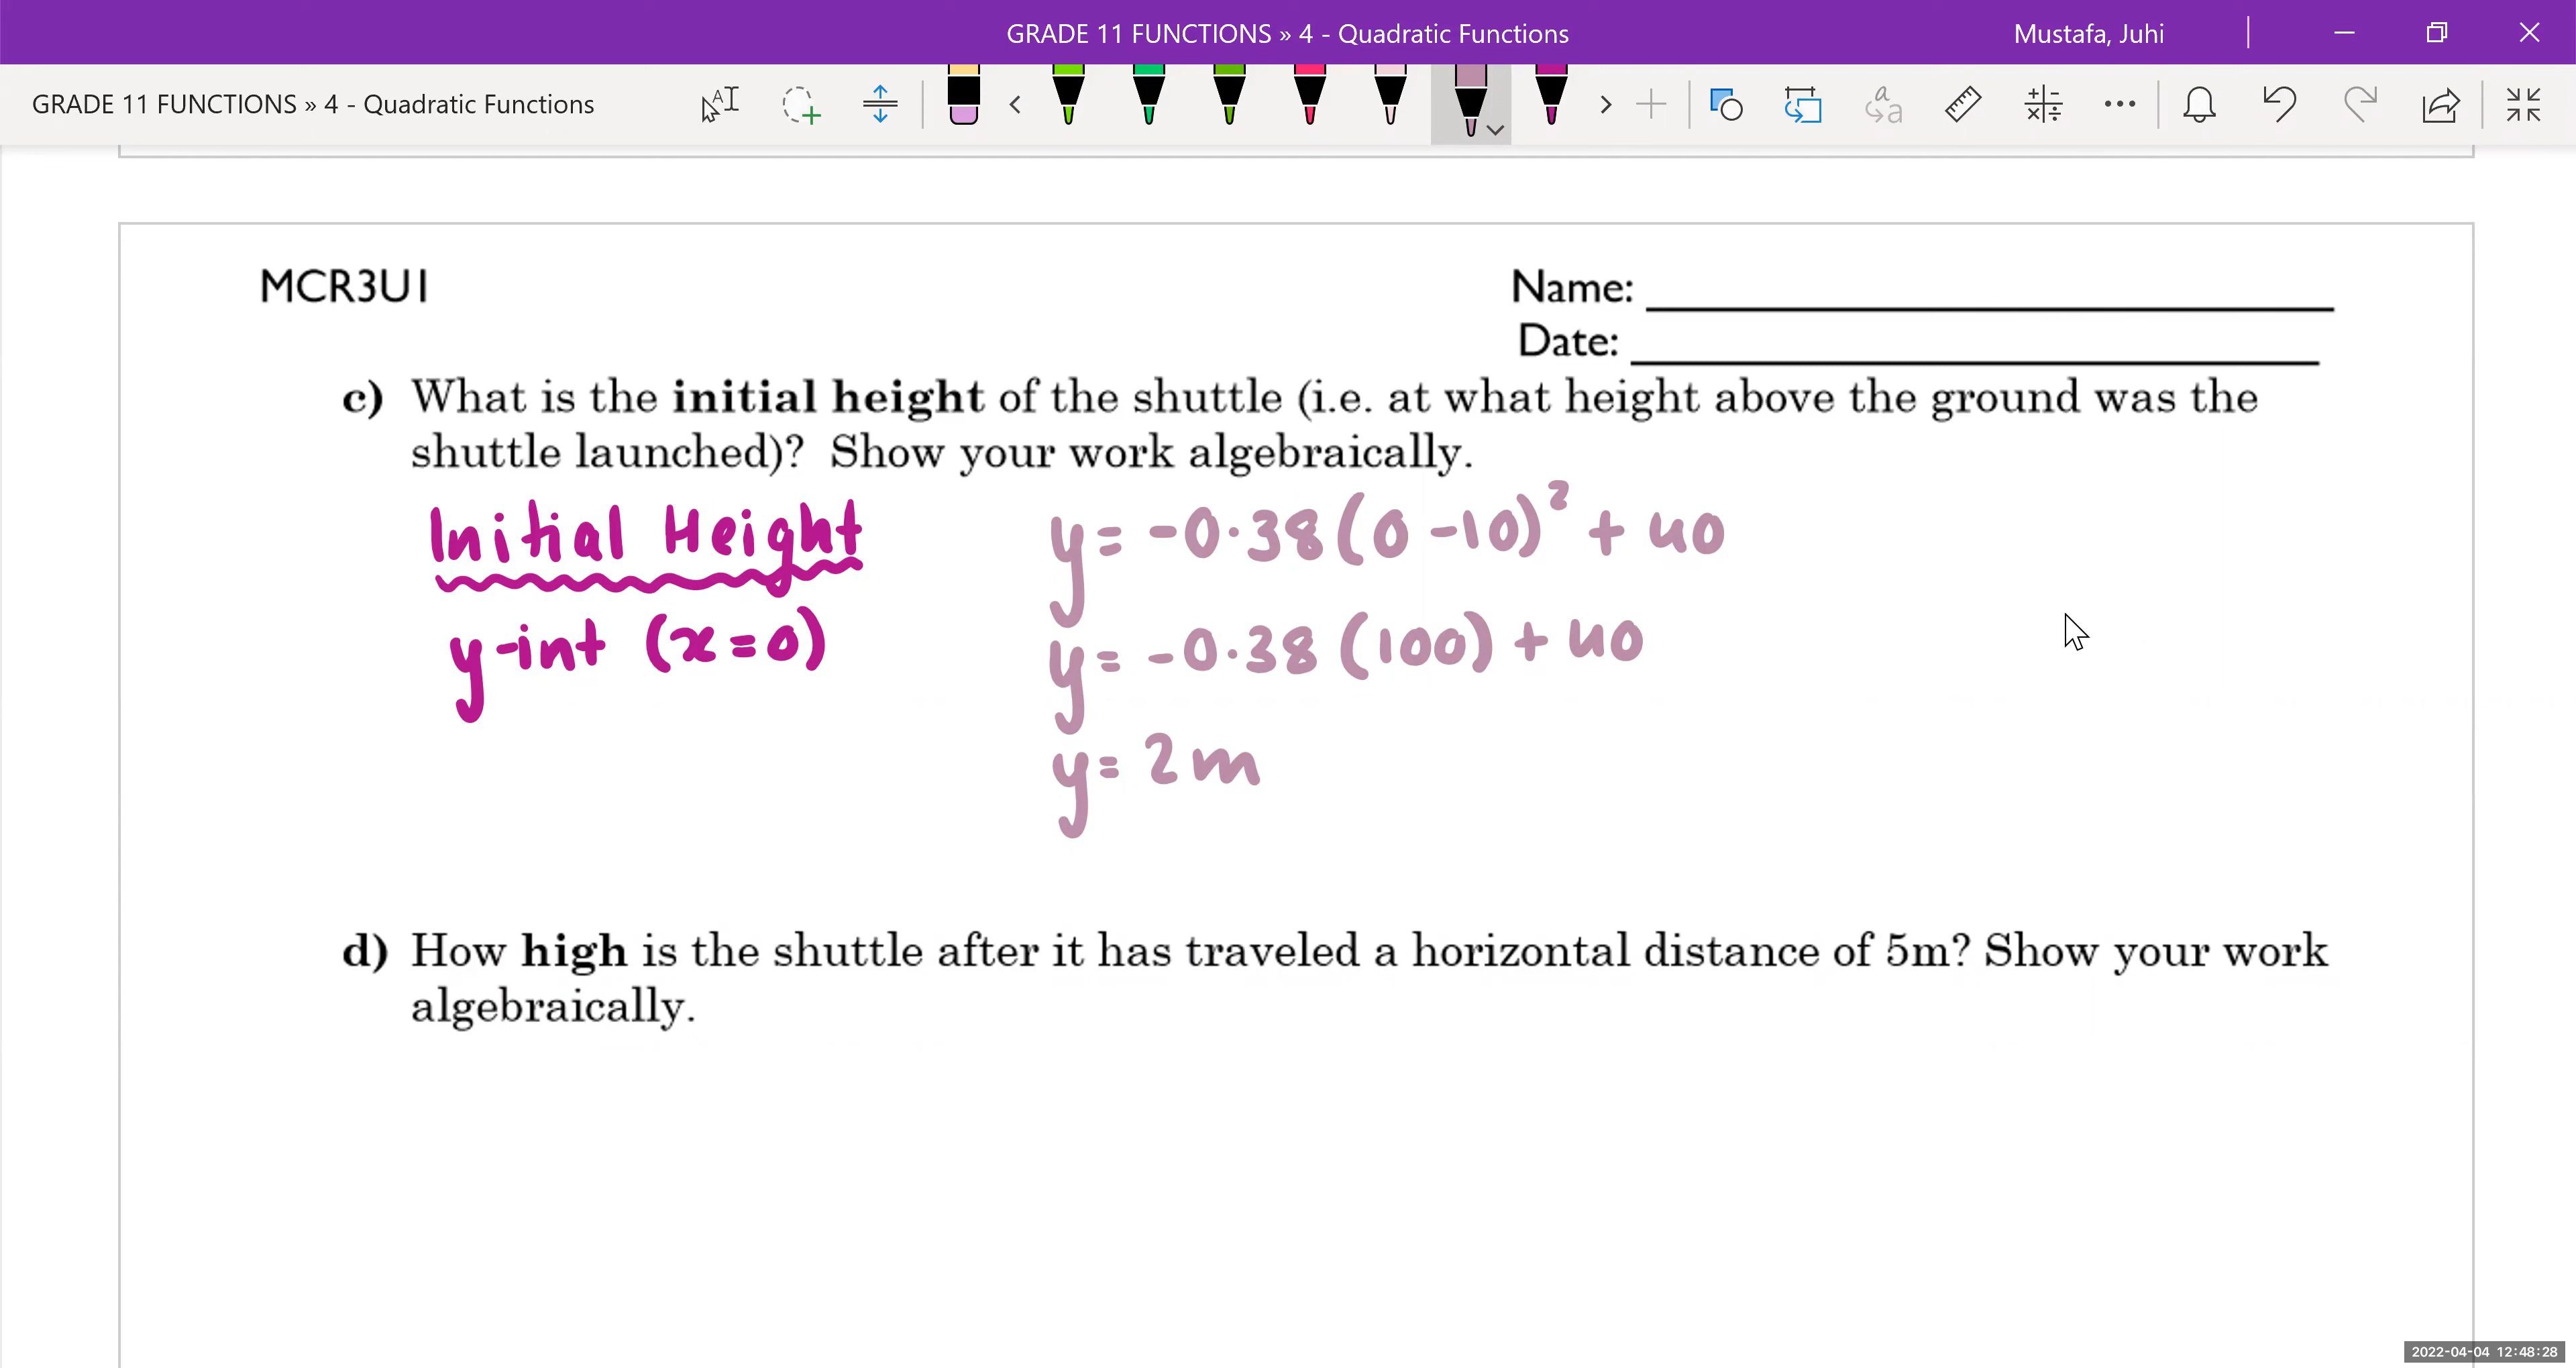 GRADE 11 FUNCTIONS » 4 - Quadratic Functions
Mustafa, Juhi
GRADE 11 FUNCTIONS » 4 - Quadratic Functions
MCR3U1
Name:
Date:
c) What is the initial height of the shuttle (i.e. at what height above the ground was the
shuttle launched)? Show your work algebraically.
Initial Height
y-int (x=0)
y= -0.38(0-10)² + 40
y= -0.38(100) + 40
y= 2m
d) How high is the shuttle after it has traveled a horizontal distance of 5m? Show your work
algebraically.
2022-04-04 12:48:28